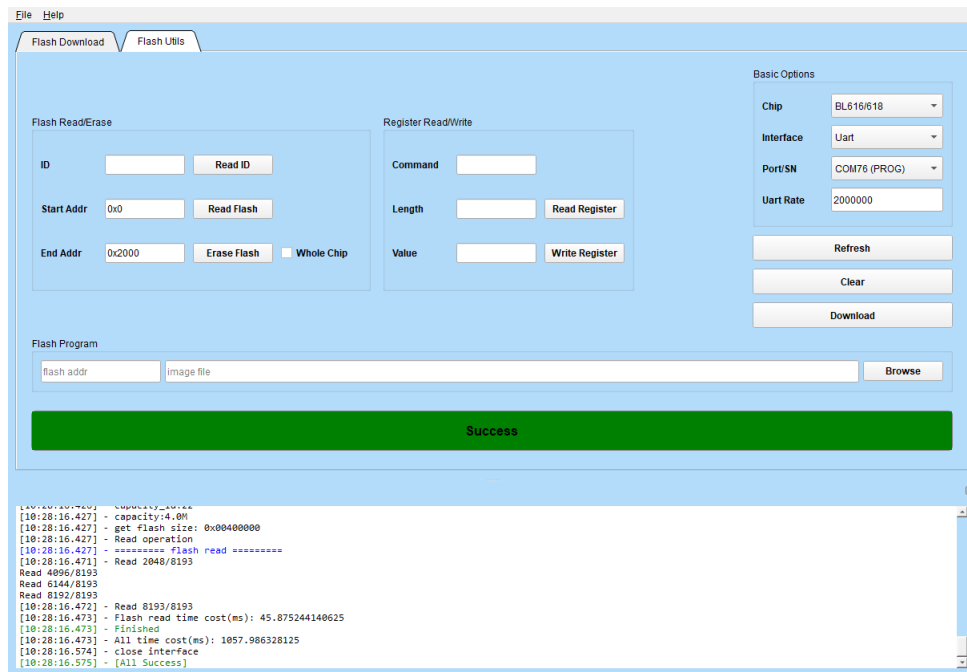 File Help
Flash Download Flash Utils
Basic Options
Chip BL616/618
Interface Uart
Port/SN COM76 (PROG)
Uart Rate 2000000
Flash Read/Erase
ID Read ID
Start Addr 0x0 Read Flash
End Addr 0x2000 Erase Flash Whole Chip
Register Read/Write
Command
Length Read Register
Value Write Register
Refresh
Clear
Download
Flash Program
flash addr image file Browse
Success
[10:28:16.427] - capacity:4.0M
[10:28:16.427] - get flash size: 0x00400000
[10:28:16.427] - Read operation
[10:28:16.427] - ========= flash read =========
[10:28:16.471] - Read 2048/8193
Read 4096/8193
Read 6144/8193
Read 8192/8193
[10:28:16.472] - Read 8193/8193
[10:28:16.473] - Flash read time cost(ms): 45.875244140625
[10:28:16.473] - Finished
[10:28:16.473] - All time cost(ms): 1057.986328125
[10:28:16.574] - close interface
[10:28:16.575] - [All Success]